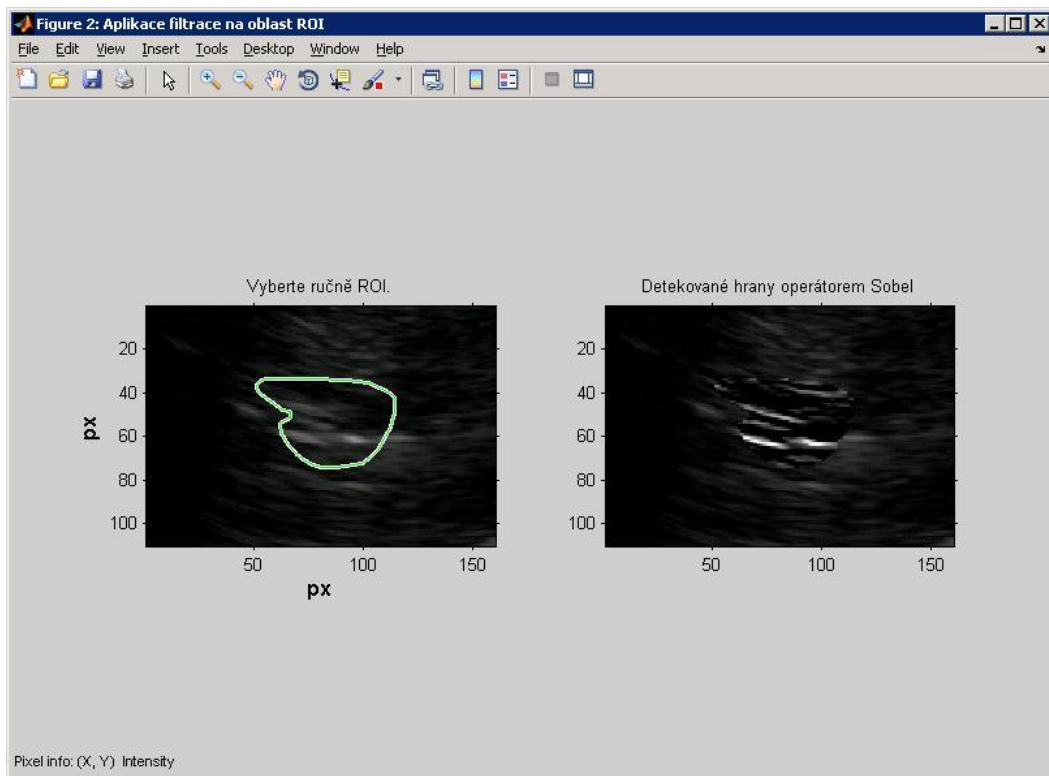 Figure 2: Aplikace filtrace na oblast ROI
File Edit View Insert Tools Desktop Window Help
Vyberte ručně ROI.
Detekované hrany operátorem Sobel
20
40
60
80
100
px
50 100 150
px
20
40
60
80
100
50 100 150
Pixel info: (X, Y) Intensity